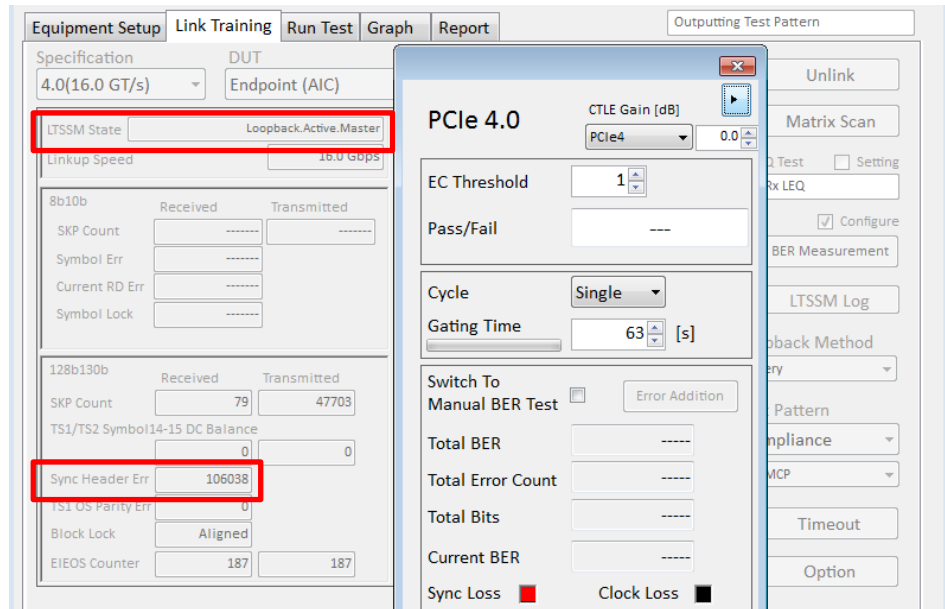 Equipment Setup Link Training Run Test Graph Report
Outputting Test Pattern
Specification DUT
4.0(16.0 GT/s) Endpoint (AIC)
LTSSM State Loopback.Active.Master
Linkup Speed 16.0 Gbps
8b10b Received Transmitted
SKP Count ------- -------
Symbol Err -------
Current RD Err -------
Symbol Lock -------
128b130b Received Transmitted
SKP Count 79 47703
TS1/TS2 Symbol14-15 DC Balance
0 0
Sync Header Err 106038
TS1 OS Parity Err 0
Block Lock Aligned
EIEOS Counter 187 187
PCIe 4.0
CTLE Gain [dB]
PCIe4 0.0
EC Threshold 1
Pass/Fail ---
Cycle Single
Gating Time 63 [s]
Switch To
Manual BER Test Error Addition
Total BER -----
Total Error Count -----
Total Bits -----
Current BER -----
Sync Loss Clock Loss
Unlink
Matrix Scan
Q Test Setting
Rx LEQ
Configure
BER Measurement
LTSSM Log
pback Method
ery
Pattern
mpliance
MCP
Timeout
Option